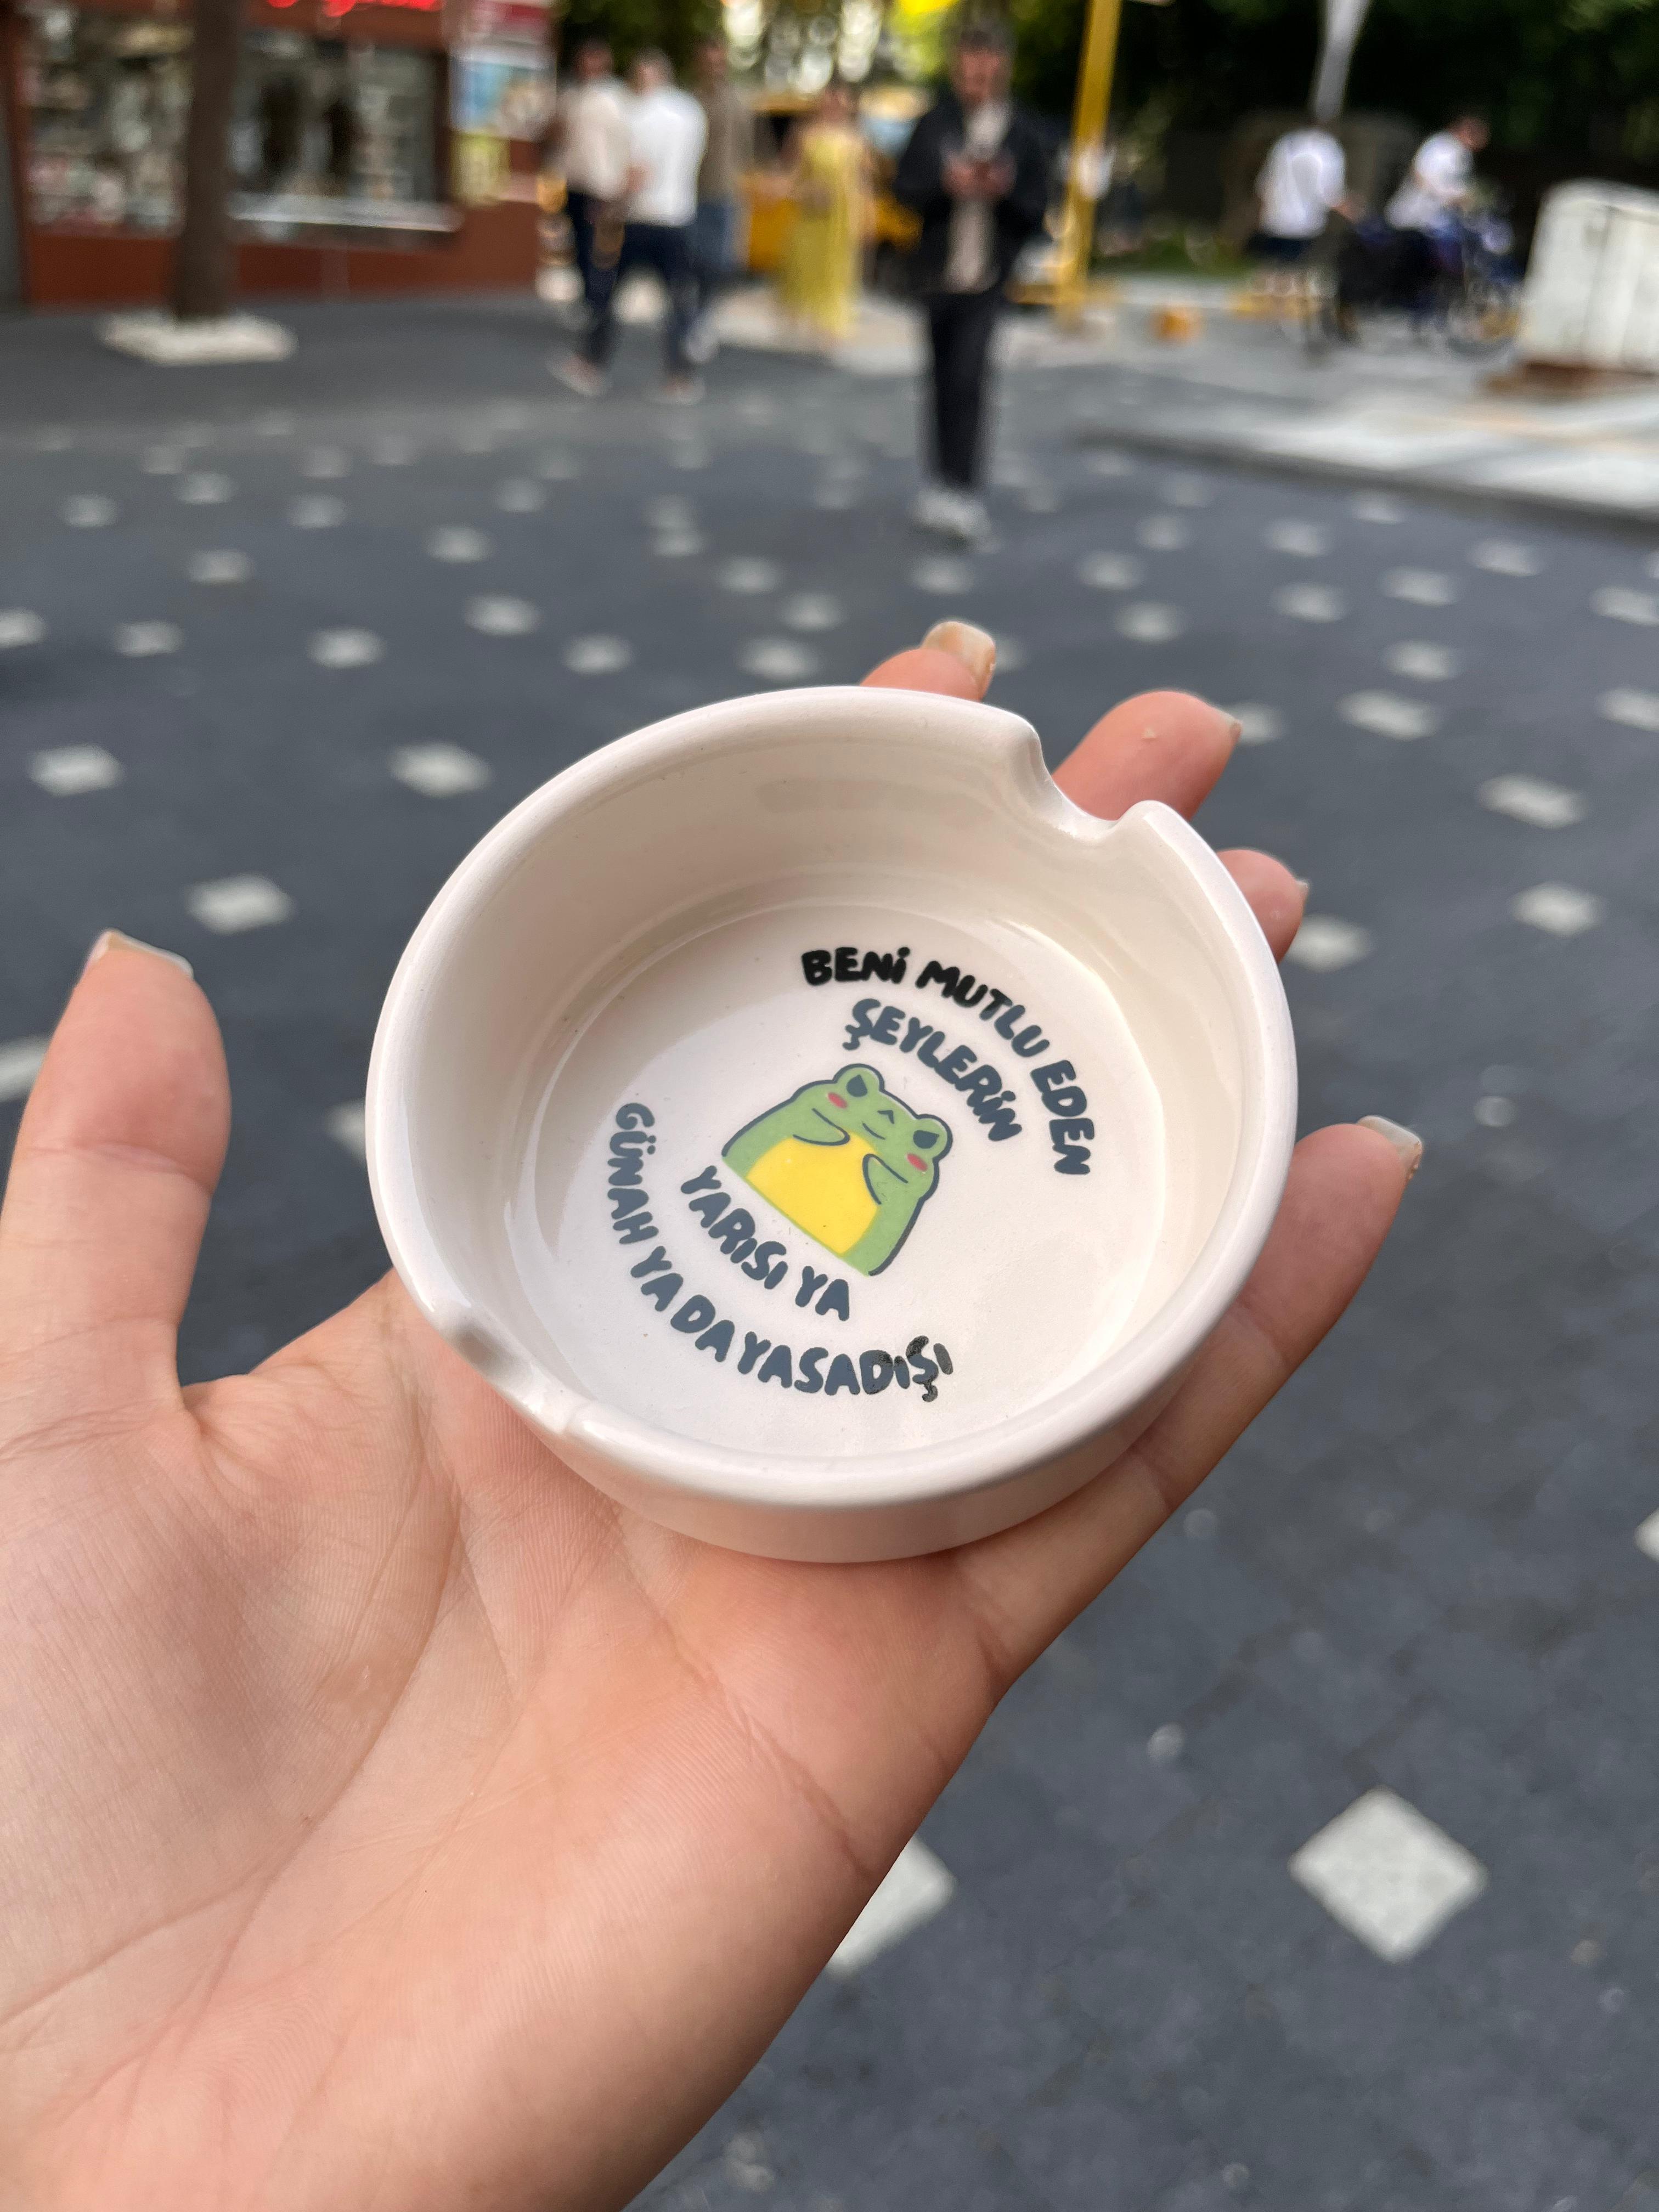 BENİ MUTLU EDEN
ŞEYLERİN
YARISI YA
GÜNAH YA DA YASADIŞI